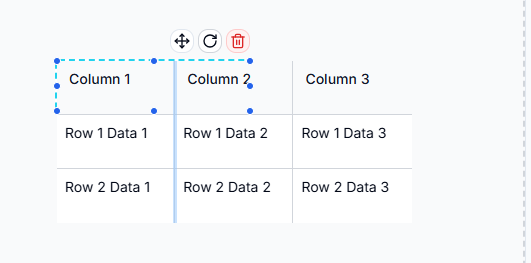 Column 1 Column 2 Column 3
Row 1 Data 1 Row 1 Data 2 Row 1 Data 3
Row 2 Data 1 Row 2 Data 2 Row 2 Data 3